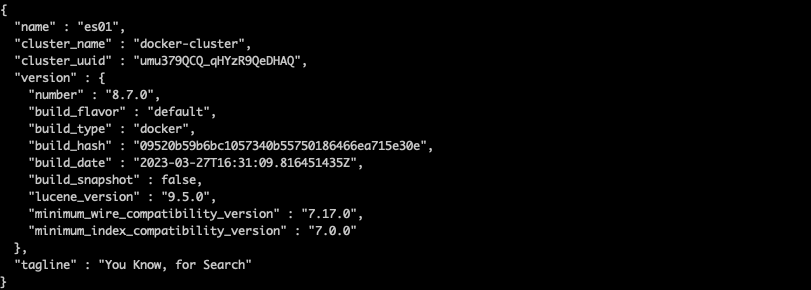 {
  "name" : "es01",
  "cluster_name" : "docker-cluster",
  "cluster_uuid" : "umu379QCQ_qHYzR9QeDHAQ",
  "version" : {
    "number" : "8.7.0",
    "build_flavor" : "default",
    "build_type" : "docker",
    "build_hash" : "09520b59b6bc1057340b55750186466ea715e30e",
    "build_date" : "2023-03-27T16:31:09.816451435Z",
    "build_snapshot" : false,
    "lucene_version" : "9.5.0",
    "minimum_wire_compatibility_version" : "7.17.0",
    "minimum_index_compatibility_version" : "7.0.0"
  },
  "tagline" : "You Know, for Search"
}